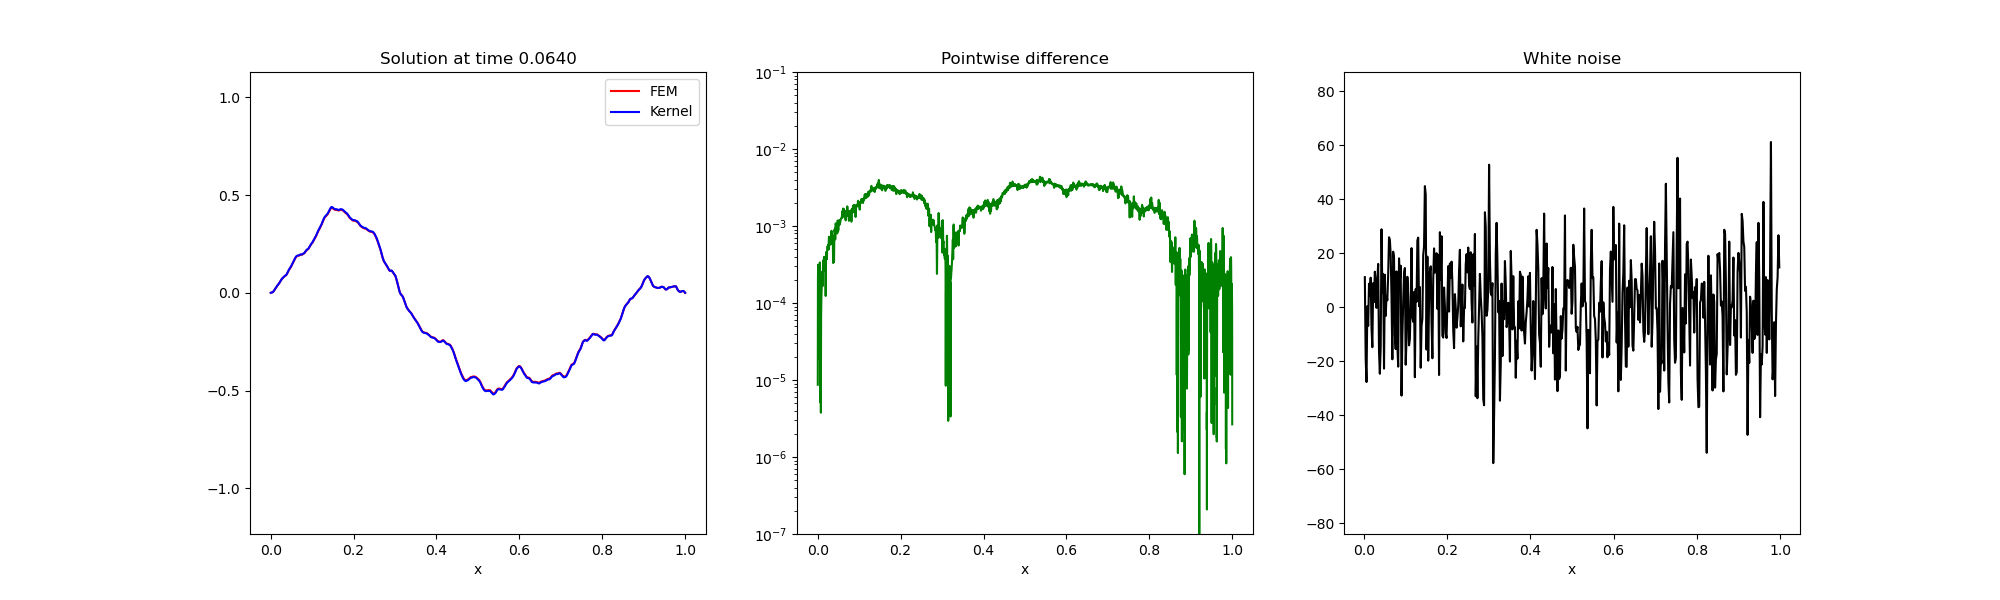 Solution at time 0.0640
1.0
0.5
0.0
−0.5
−1.0
FEM
Kernel
0.0 0.2 0.4 0.6 0.8 1.0
x
Pointwise difference
10⁻¹
10⁻²
10⁻³
10⁻⁴
10⁻⁵
10⁻⁶
10⁻⁷
0.0 0.2 0.4 0.6 0.8 1.0
x
White noise
80
60
40
20
0
−20
−40
−60
−80
0.0 0.2 0.4 0.6 0.8 1.0
x